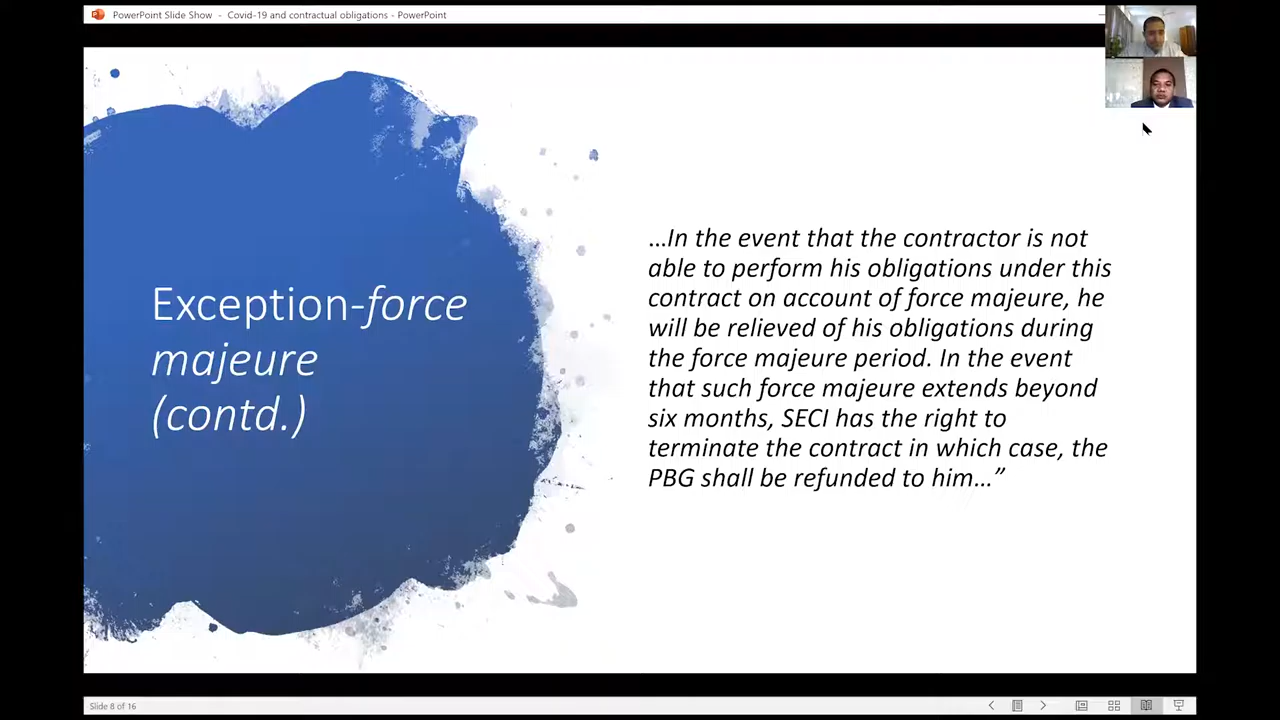 PowerPoint Slide Show - Covid-19 and contractual obligations - PowerPoint
Exception-force
majeure
(contd.)
…In the event that the contractor is not
able to perform his obligations under this
contract on account of force majeure, he
will be relieved of his obligations during
the force majeure period. In the event
that such force majeure extends beyond
six months, SECI has the right to
terminate the contract in which case, the
PBG shall be refunded to him…”
Slide 8 of 16